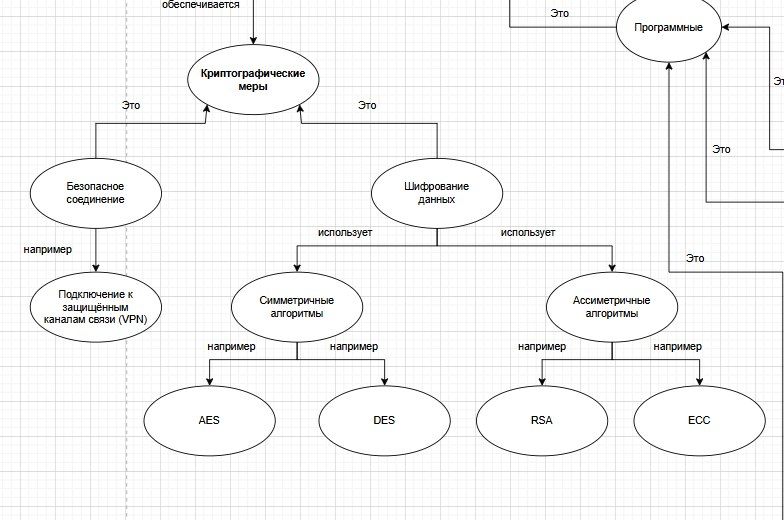 обеспечивается
Это
Программные
Криптографические
меры
Это
Это
Это
Безопасное
соединение
Шифрование
данных
использует
использует
например
Это
Подключение к
защищённым
каналам связи (VPN)
Симметричные
алгоритмы
Ассиметричные
алгоритмы
например
например
например
например
AES
DES
RSA
ECC